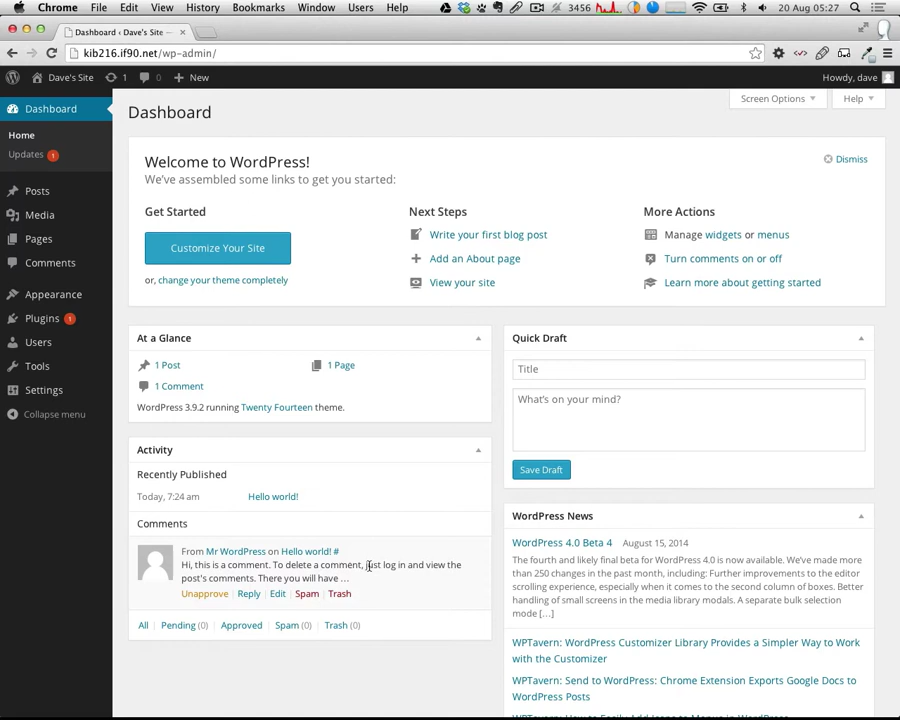 Chrome File Edit View History Bookmarks Window Users Help 3456 20 Aug 05:27
Dashboard ‹ Dave's Site —
kib216.if90.net/wp-admin/
Dave's Site 1 0 New Howdy, dave
Dashboard
Home
Updates 1
Posts
Media
Pages
Comments
Appearance
Plugins 1
Users
Tools
Settings
Collapse menu
Screen Options Help
Dashboard
Welcome to WordPress!
Dismiss
We've assembled some links to get you started:
Get Started
Customize Your Site
or, change your theme completely
Next Steps
Write your first blog post
Add an About page
View your site
More Actions
Manage widgets or menus
Turn comments on or off
Learn more about getting started
At a Glance
1 Post 1 Page
1 Comment
WordPress 3.9.2 running Twenty Fourteen theme.
Activity
Recently Published
Today, 7:24 am Hello world!
Comments
From Mr WordPress on Hello world! #
Hi, this is a comment. To delete a comment, just log in and view the
post's comments. There you will have …
Unapprove Reply Edit Spam Trash
All Pending (0) Approved Spam (0) Trash (0)
Quick Draft
Title
What's on your mind?
Save Draft
WordPress News
WordPress 4.0 Beta 4 August 15, 2014
The fourth and likely final beta for WordPress 4.0 is now available. We've made more
than 250 changes in the past month, including: Further improvements to the editor
scrolling experience, especially when it comes to the second column of boxes. Better
handling of small screens in the media library modals. A separate bulk selection
mode […]
WPTavern: WordPress Customizer Library Provides a Simpler Way to Work
with the Customizer
WPTavern: Send to WordPress: Chrome Extension Exports Google Docs to
WordPress Posts